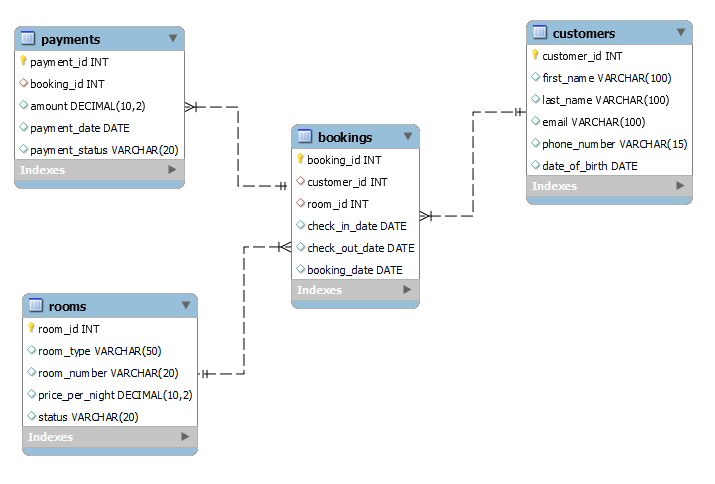 payments
payment_id INT
booking_id INT
amount DECIMAL(10,2)
payment_date DATE
payment_status VARCHAR(20)
Indexes
customers
customer_id INT
first_name VARCHAR(100)
last_name VARCHAR(100)
email VARCHAR(100)
phone_number VARCHAR(15)
date_of_birth DATE
Indexes
bookings
booking_id INT
customer_id INT
room_id INT
check_in_date DATE
check_out_date DATE
booking_date DATE
Indexes
rooms
room_id INT
room_type VARCHAR(50)
room_number VARCHAR(20)
price_per_night DECIMAL(10,2)
status VARCHAR(20)
Indexes